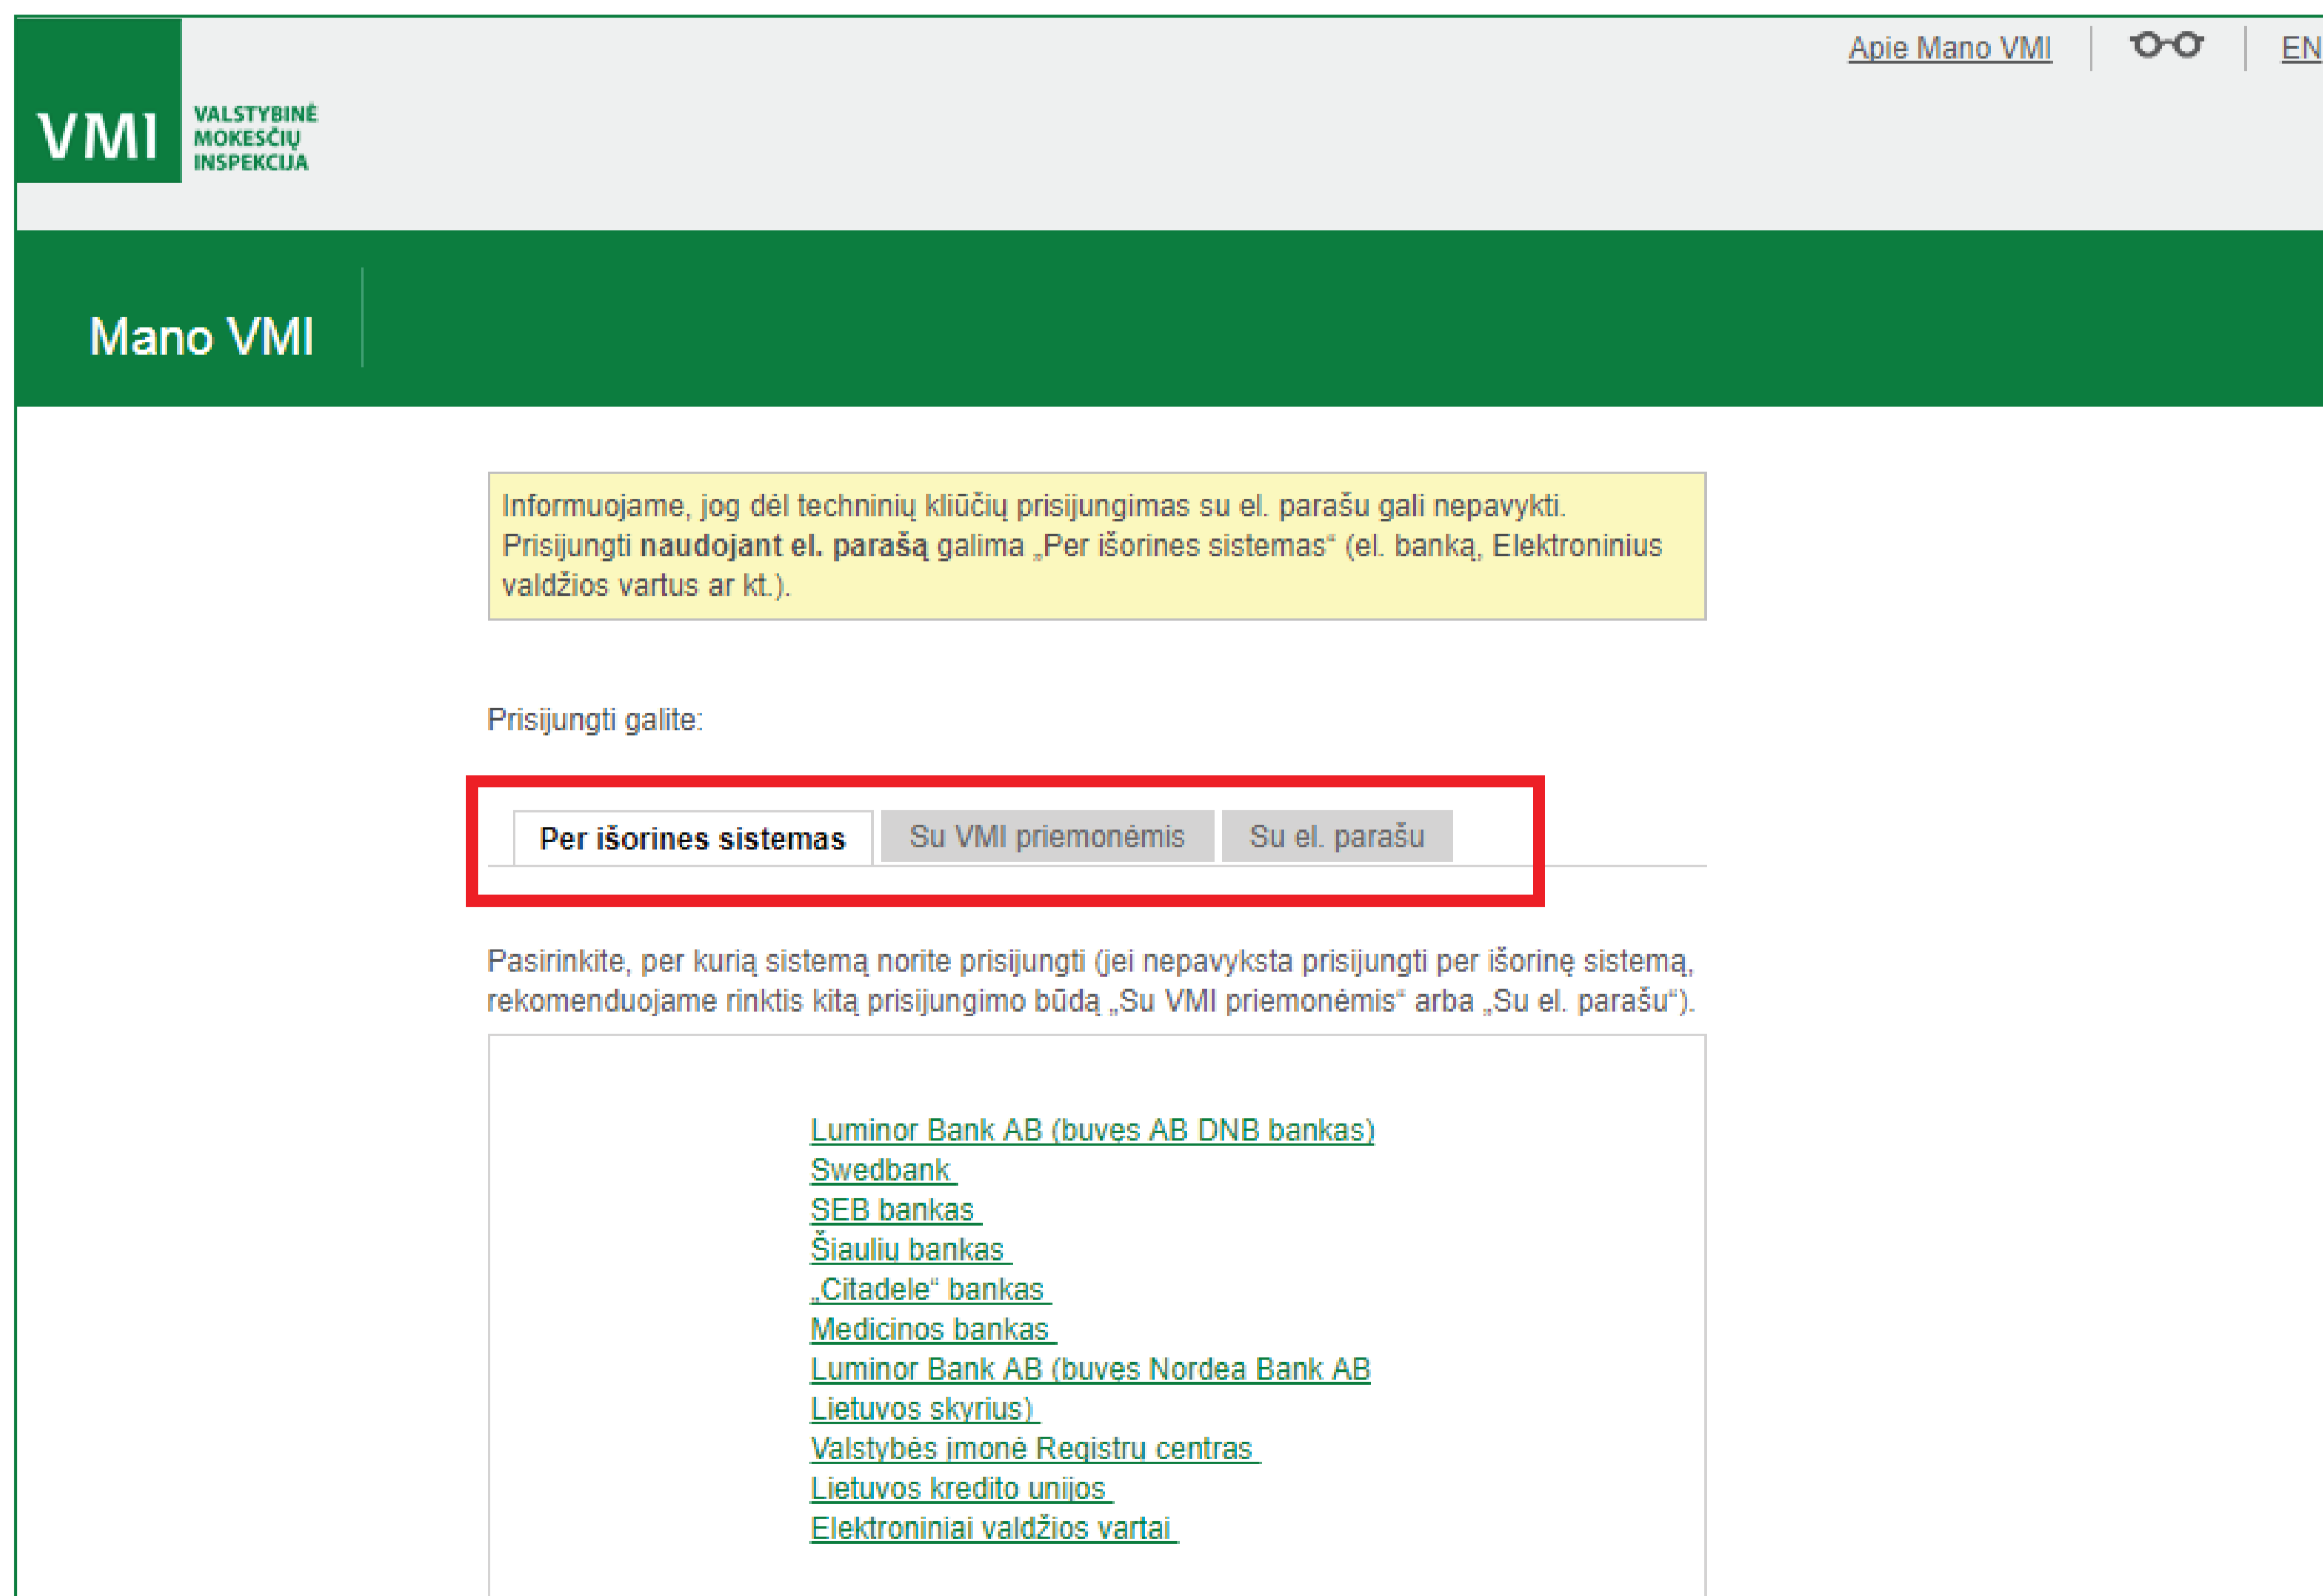 Apie Mano VMI
EN
VMI
VALSTYBINĖ
MOKESČIŲ
INSPEKCIJA
Mano VMI
Informuojame, jog dėl techninių kliūčių prisijungimas su el. parašu gali nepavykti.
Prisijungti naudojant el. parašą galima „Per išorines sistemas“ (el. banką, Elektroninius
valdžios vartus ar kt.).
Prisijungti galite:
Per išorines sistemas Su VMI priemonėmis Su el. parašu
Pasirinkite, per kurią sistemą norite prisijungti (jei nepavyksta prisijungti per išorinę sistemą,
rekomenduojame rinktis kitą prisijungimo būdą „Su VMI priemonėmis“ arba „Su el. parašu“).
Luminor Bank AB (buvęs AB DNB bankas)
Swedbank
SEB bankas
Šiaulių bankas
„Citadele“ bankas
Medicinos bankas
Luminor Bank AB (buvęs Nordea Bank AB
Lietuvos skyrius)
Valstybės įmonė Registrų centras
Lietuvos kredito unijos
Elektroniniai valdžios vartai